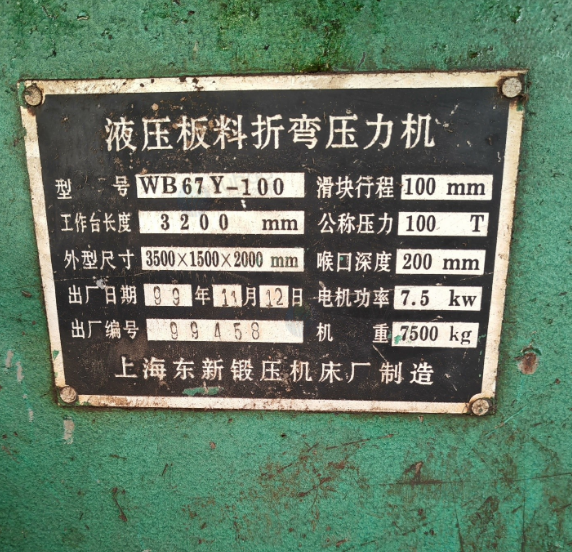 液压板料折弯压力机
型号 WB67Y-100 滑块行程 100 mm
工作台长度 3200 mm 公称压力 100 T
外型尺寸 3500×1500×2000 mm 喉口深度 200 mm
出厂日期 99 年 11 月 12 日 电机功率 7.5 kw
出厂编号 99458 机重 7500 kg
上海东新锻压机床厂制造